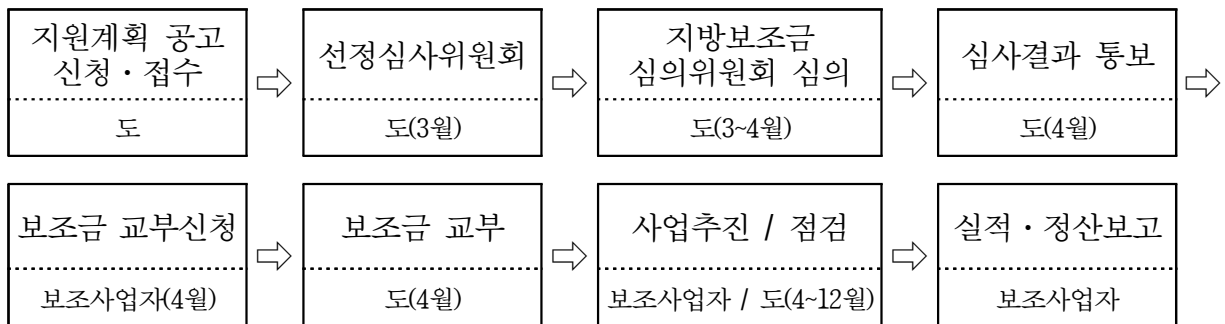 지원계획 공고
신청·접수
도
선정심사위원회
도(3월)
지방보조금
심의위원회 심의
도(3~4월)
심사결과 통보
도(4월)
보조금 교부신청
보조사업자(4월)
보조금 교부
도(4월)
사업추진 / 점검
보조사업자 / 도(4~12월)
실적·정산보고
보조사업자